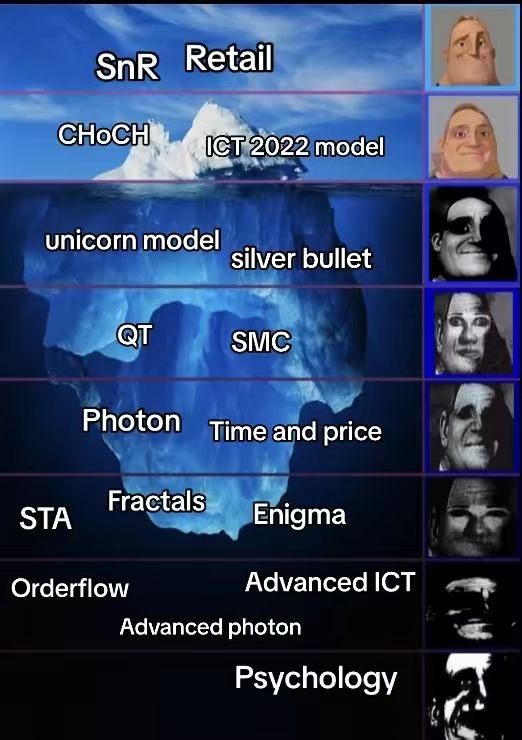 SnR Retail
CHoCH ICT 2022 model
unicorn model silver bullet
QT SMC
Photon Time and price
STA Fractals Enigma
Orderflow Advanced ICT
Advanced photon
Psychology